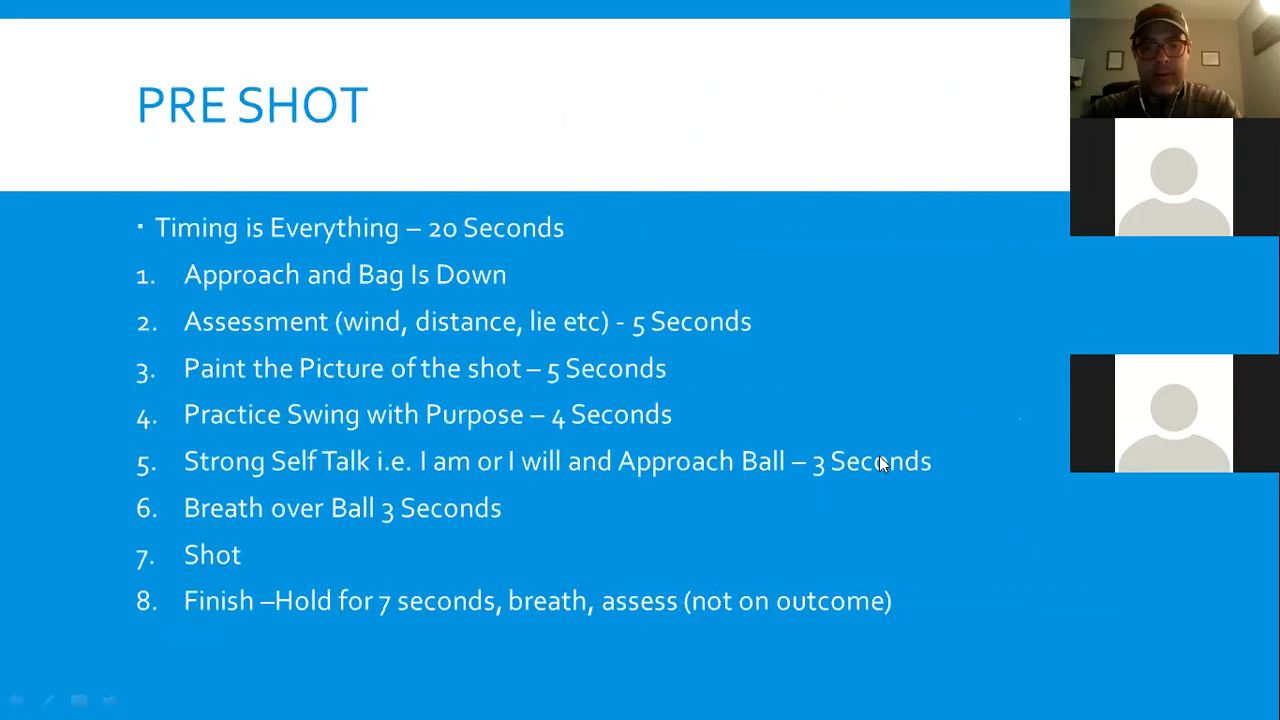 PRE SHOT
▪ Timing is Everything – 20 Seconds
1. Approach and Bag Is Down
2. Assessment (wind, distance, lie etc) - 5 Seconds
3. Paint the Picture of the shot – 5 Seconds
4. Practice Swing with Purpose – 4 Seconds
5. Strong Self Talk i.e. I am or I will and Approach Ball – 3 Seconds
6. Breath over Ball 3 Seconds
7. Shot
8. Finish –Hold for 7 seconds, breath, assess (not on outcome)